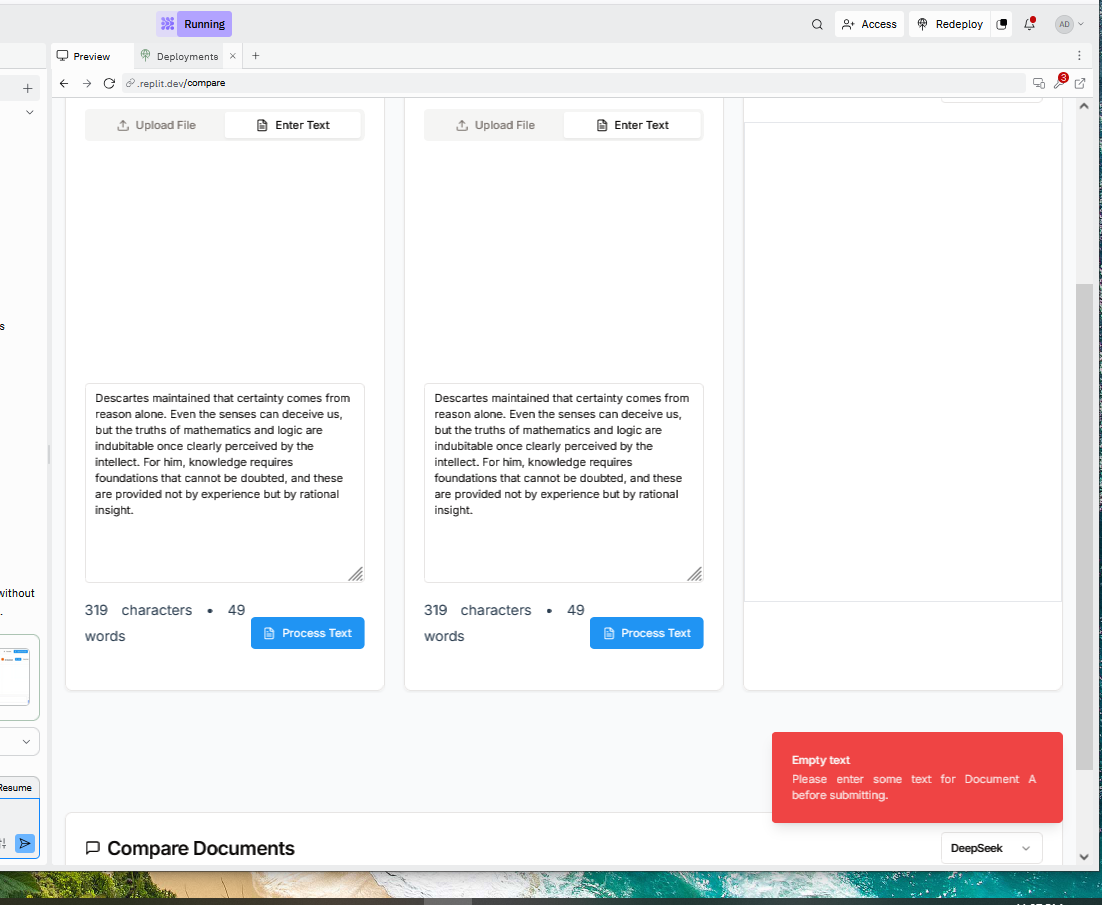 Running
Access
Redeploy
AD
Preview
Deployments
.replit.dev/compare
3
Upload File
Enter Text
Upload File
Enter Text
Descartes maintained that certainty comes from
reason alone. Even the senses can deceive us,
but the truths of mathematics and logic are
indubitable once clearly perceived by the
intellect. For him, knowledge requires
foundations that cannot be doubted, and these
are provided not by experience but by rational
insight.
319 characters • 49
words
Process Text
Descartes maintained that certainty comes from
reason alone. Even the senses can deceive us,
but the truths of mathematics and logic are
indubitable once clearly perceived by the
intellect. For him, knowledge requires
foundations that cannot be doubted, and these
are provided not by experience but by rational
insight.
319 characters • 49
words
Process Text
s
without
.
Resume
Empty text
Please enter some text for Document A
before submitting.
Compare Documents
DeepSeek